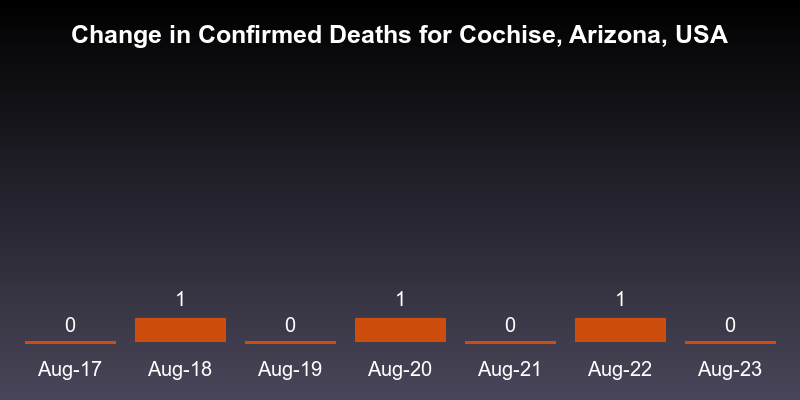 Change in Confirmed Deaths for Cochise, Arizona, USA
0 1 0 1 0 1 0
Aug-17 Aug-18 Aug-19 Aug-20 Aug-21 Aug-22 Aug-23